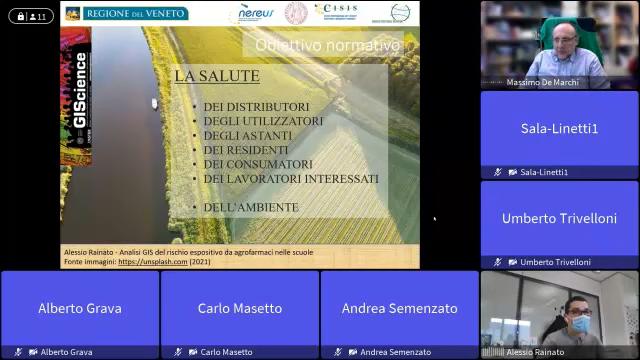 11
REGIONE DEL VENETO
nereus
CISIS
Obiettivo normativo
GIScience
LA SALUTE
• DEI DISTRIBUTORI
• DEGLI UTILIZZATORI
• DEGLI ASTANTI
• DEI RESIDENTI
• DEI CONSUMATORI
• DEI LAVORATORI INTERESSATI
• DELL'AMBIENTE
Alessio Rainato - Analisi GIS del rischio espositivo da agrofarmaci nelle scuole
Fonte immagini: https://unsplash.com (2021)
Massimo De Marchi
Sala-Linetti1
Sala-Linetti1
Umberto Trivelloni
Umberto Trivelloni
Alberto Grava
Alberto Grava
Carlo Masetto
Carlo Masetto
Andrea Semenzato
Andrea Semenzato
Alessio Rainato